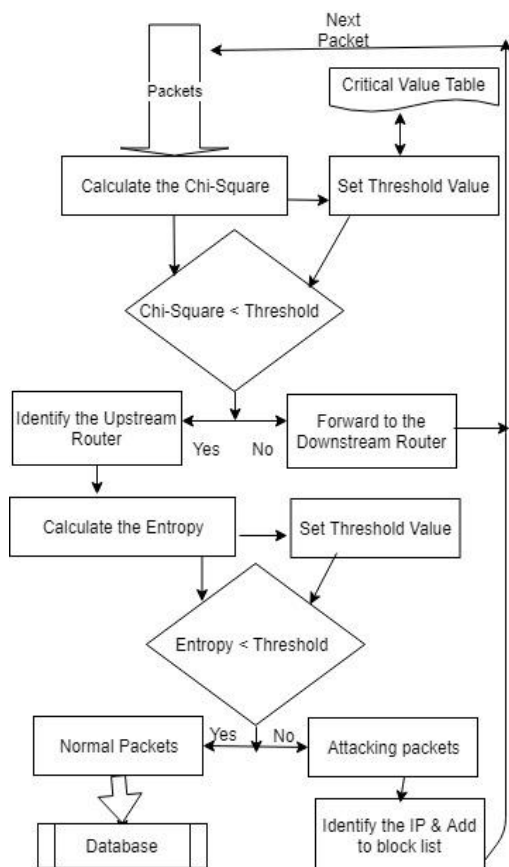 Next
Packet
Packets
Critical Value Table
Calculate the Chi-Square
Set Threshold Value
Chi-Square < Threshold
Identify the Upstream
Router
Yes
No
Forward to the
Downstream Router
Calculate the Entropy
Set Threshold Value
Entropy < Threshold
Normal Packets
Yes
No
Attacking packets
Database
Identify the IP & Add
to block list